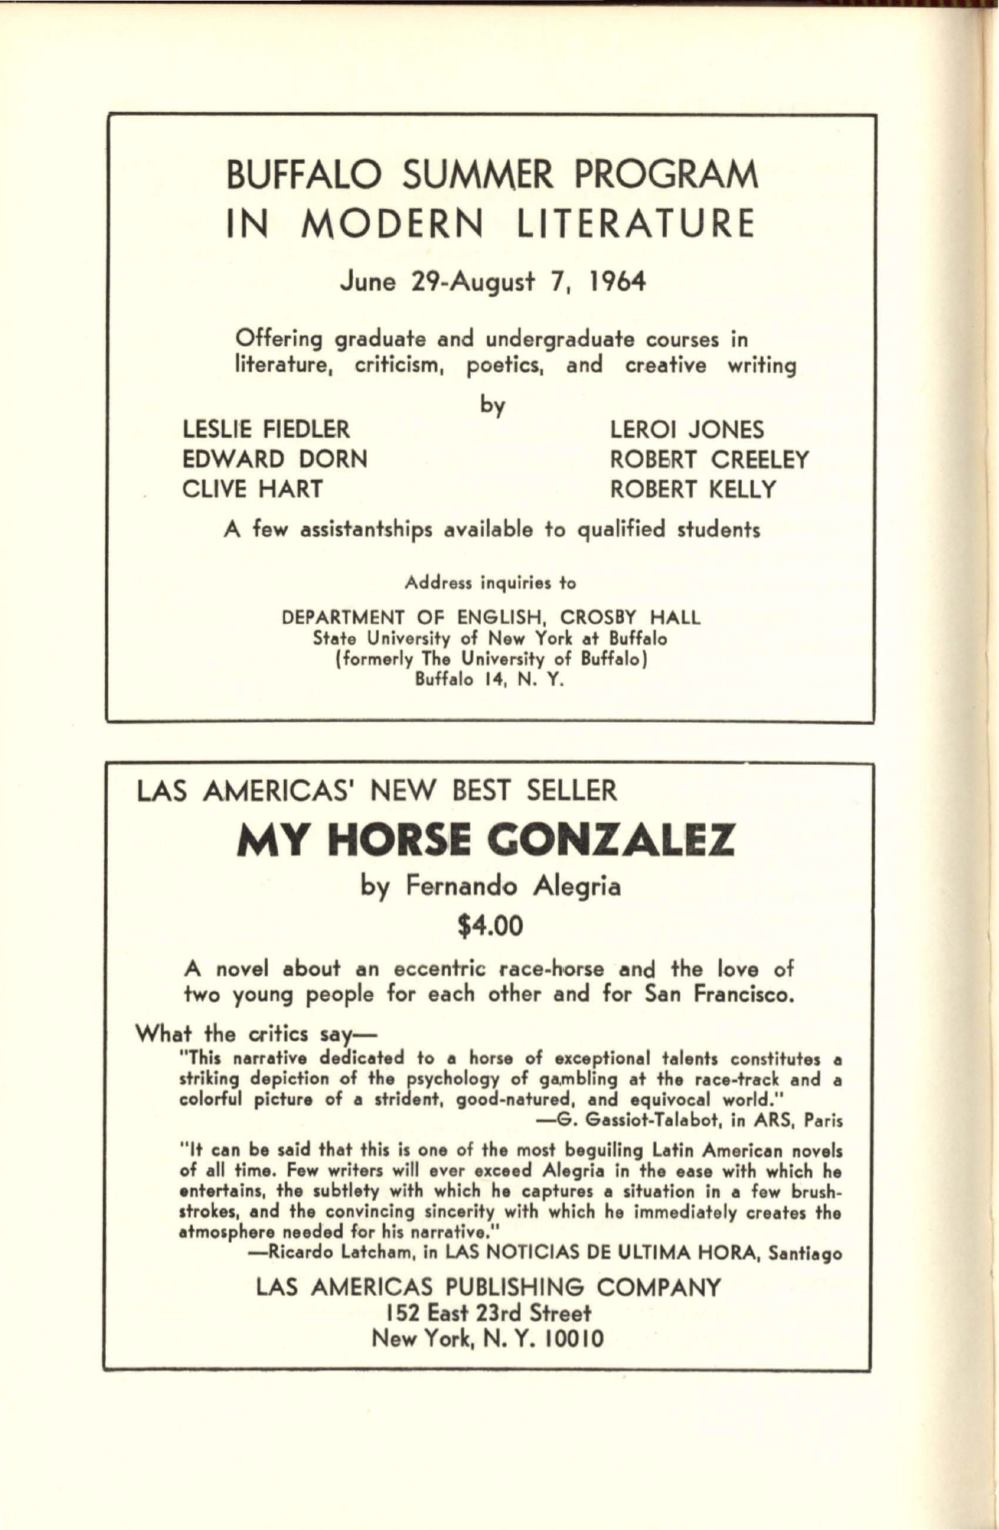 BUFFALO SUMMER PROGRAM
IN MODERN LITERATURE
June 29-August 7, 1964
Offering graduate and undergraduate courses in
literature, criticism, poetics, and creative writing
by
LESLIE FIEDLER LEROI JONES
EDWARD DORN ROBERT CREELEY
CLIVE HART ROBERT KELLY
A few assistantships available to qualified students
Address inquiries to
DEPARTMENT OF ENGLISH, CROSBY HALL
State University of New York at Buffalo
(formerly The University of Buffalo)
Buffalo 14, N. Y.
LAS AMERICAS' NEW BEST SELLER
MY HORSE GONZALEZ
by Fernando Alegria
$4.00
A novel about an eccentric race-horse and the love of
two young people for each other and for San Francisco.
What the critics say—
"This narrative dedicated to a horse of exceptional talents constitutes a
striking depiction of the psychology of gambling at the race-track and a
colorful picture of a strident, good-natured, and equivocal world."
—G. Gassiot-Talabot, in ARS, Paris
"It can be said that this is one of the most beguiling Latin American novels
of all time. Few writers will ever exceed Alegria in the ease with which he
entertains, the subtlety with which he captures a situation in a few brush-
strokes, and the convincing sincerity with which he immediately creates the
atmosphere needed for his narrative."
—Ricardo Latcham, in LAS NOTICIAS DE ULTIMA HORA, Santiago
LAS AMERICAS PUBLISHING COMPANY
152 East 23rd Street
New York, N. Y. 10010